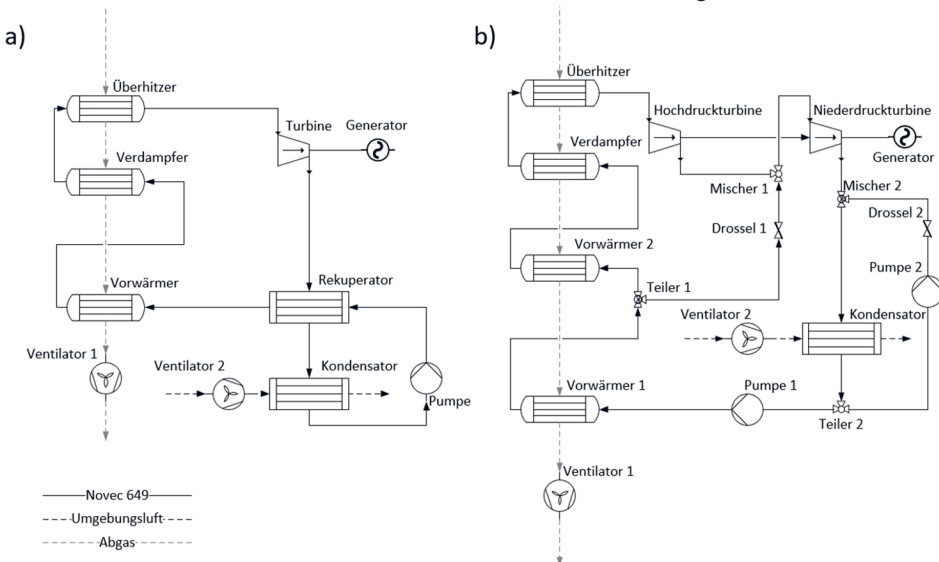 a)
Überhitzer
Turbine
Generator
Verdampfer
Vorwärmer
Rekuperator
Ventilator 1
Ventilator 2
Kondensator
Pumpe
Novec 649
Umgebungsluft
Abgas
b)
Überhitzer
Hochdruckturbine
Niederdruckturbine
Verdampfer
Generator
Mischer 1
Mischer 2
Drossel 2
Drossel 1
Vorwärmer 2
Pumpe 2
Teiler 1
Ventilator 2
Kondensator
Vorwärmer 1
Pumpe 1
Teiler 2
Ventilator 1